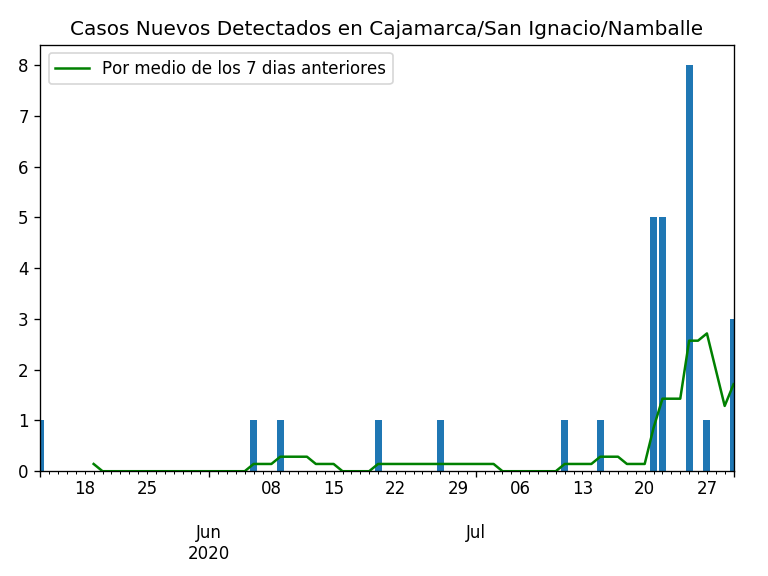 Casos Nuevos Detectados en Cajamarca/San Ignacio/Namballe
Por medio de los 7 dias anteriores
8
7
6
5
4
3
2
1
0
18 25 08 15 22 29 06 13 20 27
Jun Jul
2020